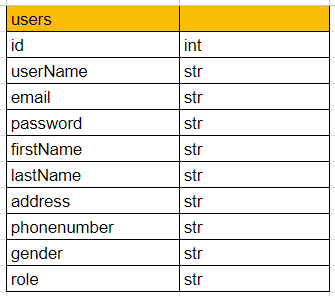 users
id int
userName str
email str
password str
firstName str
lastName str
address str
phonenumber str
gender str
role str